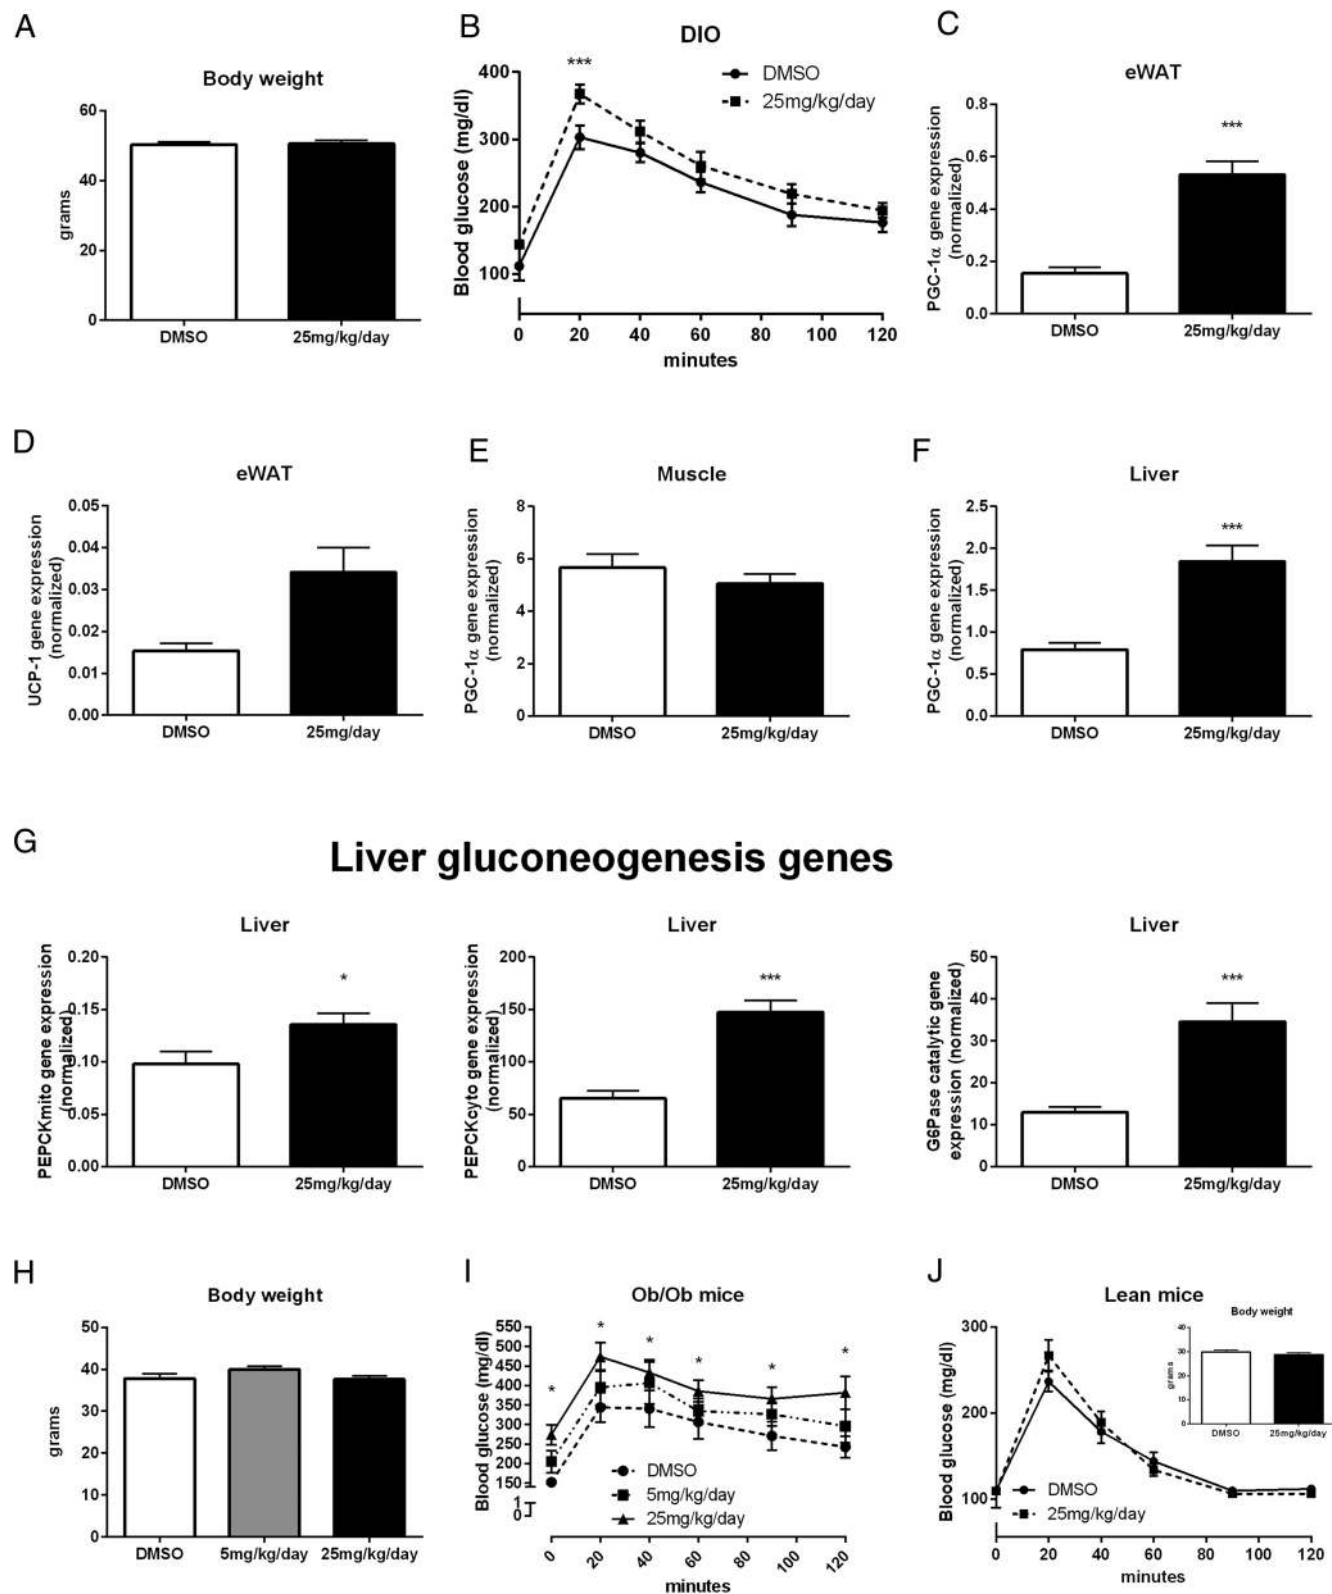 A
Body weight
grams
60
40
20
0
DMSO
25mg/kg/day
B
DIO
***
DMSO
25mg/kg/day
Blood glucose (mg/dl)
400
300
200
100
0
20
40
60
80
100
120
minutes
C
eWAT
***
PGC-1α gene expression
(normalized)
0.8
0.6
0.4
0.2
0.0
DMSO
25mg/kg/day
D
eWAT
UCP-1 gene expression
(normalized)
0.05
0.04
0.03
0.02
0.01
0.00
DMSO
25mg/day
E
Muscle
PGC-1α gene expression
(normalized)
8
6
4
2
0
DMSO
25mg/kg/day
F
Liver
***
PGC-1α gene expression
(normalized)
2.5
2.0
1.5
1.0
0.5
0.0
DMSO
25mg/kg/day
G
Liver gluconeogenesis genes
Liver
*
PEPCKmito gene expression
(normalized)
0.20
0.15
0.10
0.05
0.00
DMSO
25mg/kg/day
Liver
***
PEPCKcyto gene expression
(normalized)
200
150
100
50
0
DMSO
25mg/kg/day
Liver
***
G6Pase catalytic gene
expression (normalized)
50
40
30
20
10
0
DMSO
25mg/kg/day
H
Body weight
grams
50
40
30
20
10
0
DMSO
5mg/kg/day
25mg/kg/day
I
Ob/Ob mice
* * * * * *
Blood glucose (mg/dl)
550
500
450
400
350
300
250
200
150
1
0
DMSO
5mg/kg/day
25mg/kg/day
0
20
40
60
80
100
120
minutes
J
Lean mice
Blood glucose (mg/dl)
300
200
100
DMSO
25mg/kg/day
0
20
40
60
80
100
120
minutes
Body weight
grams
40
30
20
10
0
DMSO
25mg/kg/day